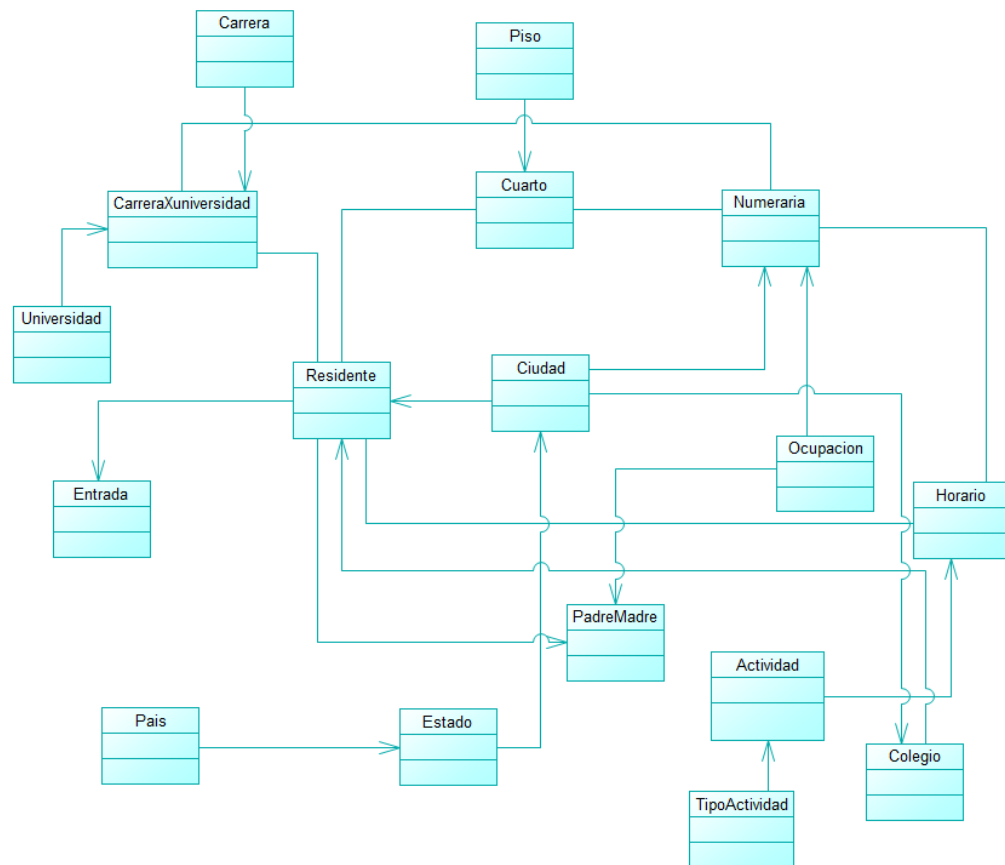 Carrera
Piso
Cuarto
CarreraXuniversidad
Numeraria
Universidad
Residente
Ciudad
Ocupacion
Entrada
Horario
PadreMadre
Actividad
Pais
Estado
Colegio
TipoActividad